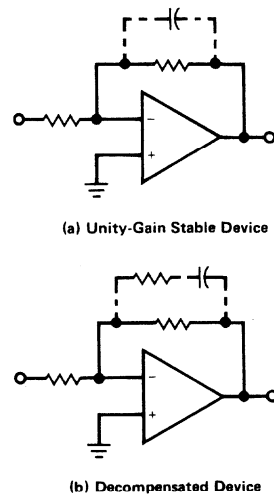 −
+
(a) Unity-Gain Stable Device
−
+
(b) Decompensated Device